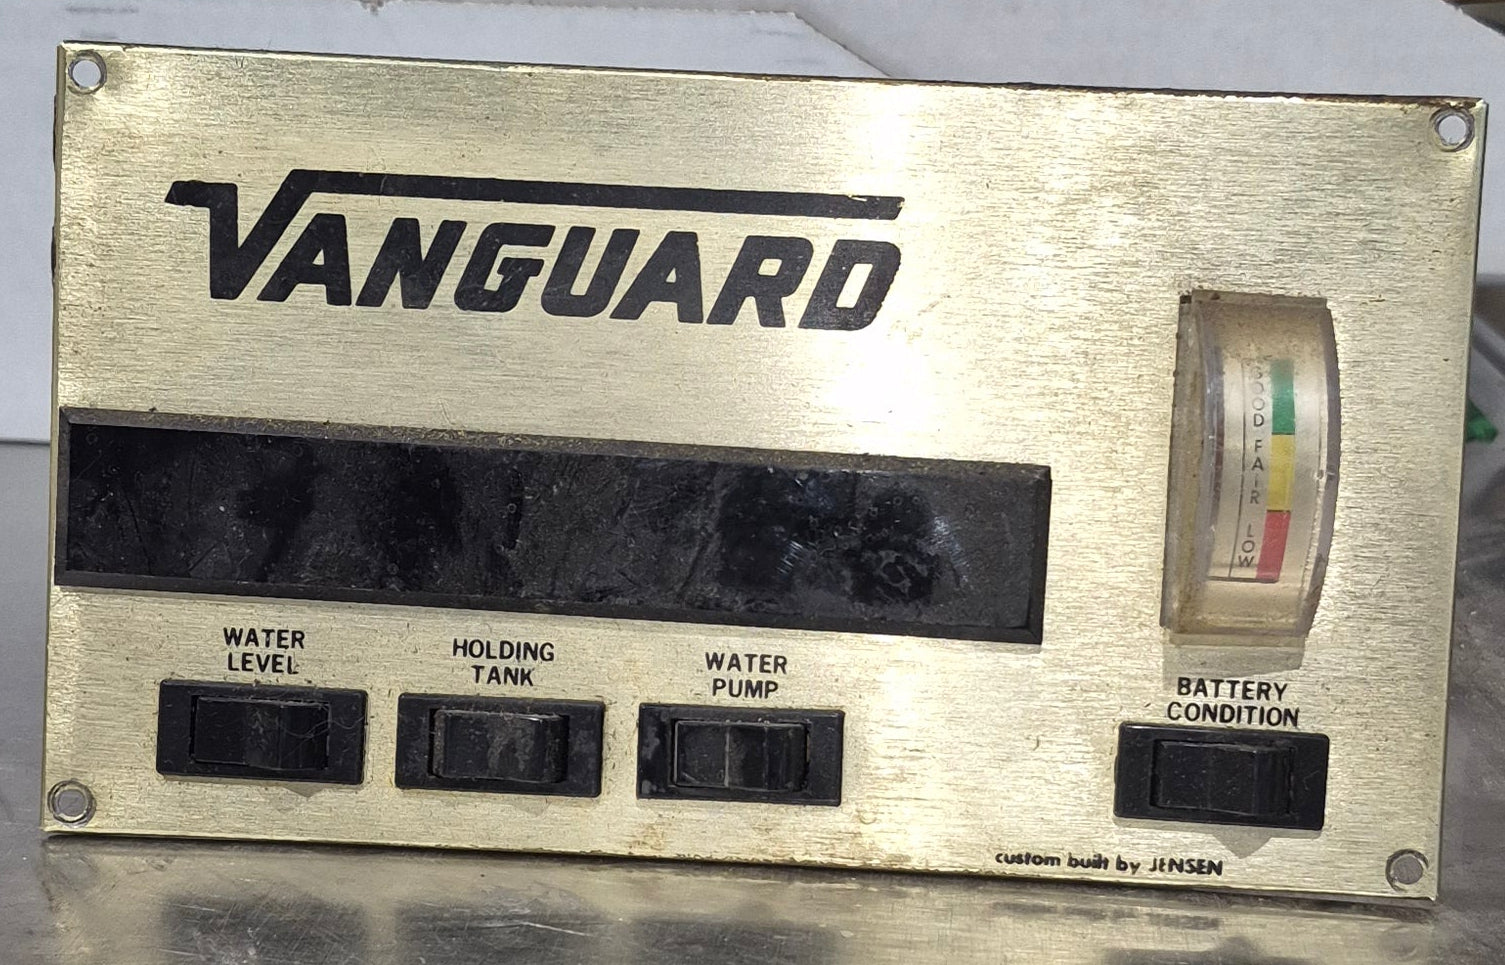 VANGUARD
GOOD
FAIR
LOW
WATER
LEVEL
HOLDING
TANK
WATER
PUMP
BATTERY
CONDITION
custom built by JENSEN